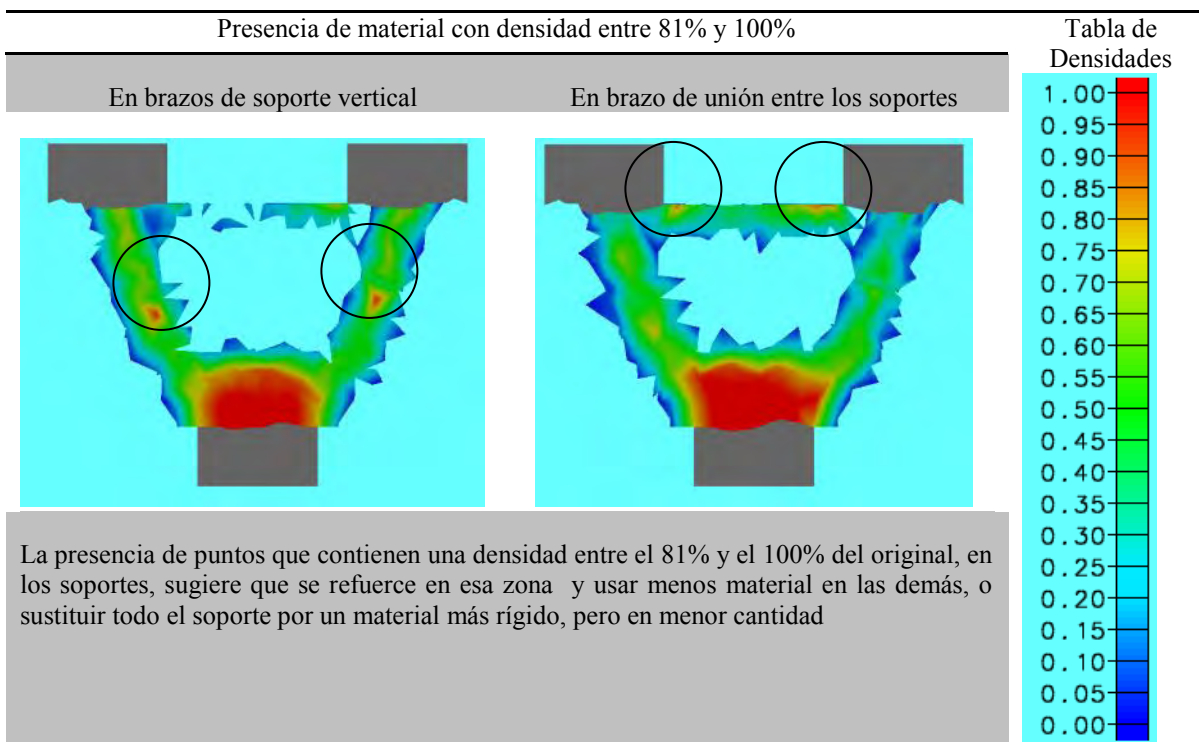 Presencia de material con densidad entre 81% y 100%
Tabla de
Densidades
En brazos de soporte vertical
En brazo de unión entre los soportes
1.00
0.95
0.90
0.85
0.80
0.75
0.70
0.65
0.60
0.55
0.50
0.45
0.40
0.35
0.30
0.25
0.20
0.15
0.10
0.05
0.00
La presencia de puntos que contienen una densidad entre el 81% y el 100% del original, en
los soportes, sugiere que se refuerce en esa zona y usar menos material en las demás, o
sustituir todo el soporte por un material más rígido, pero en menor cantidad